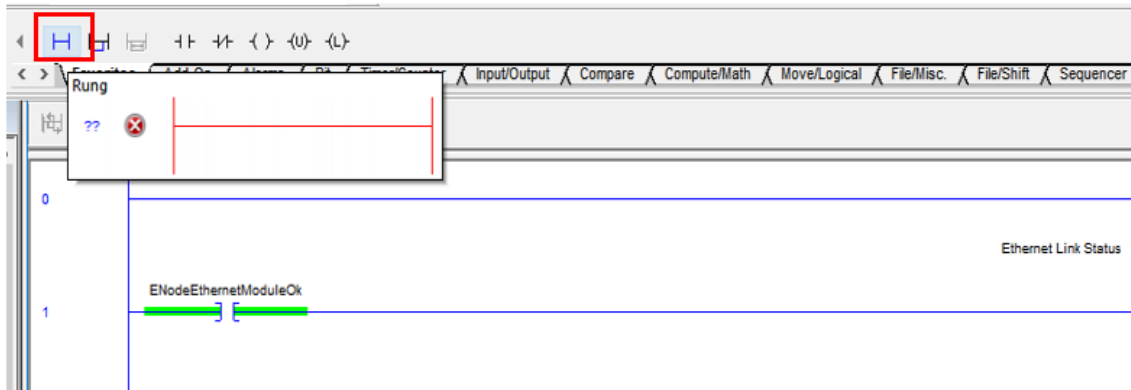 (U) (L)
Input/Output Compare Compute/Math Move/Logical File/Misc. File/Shift Sequencer
Rung
??
0
Ethernet Link Status
ENodeEthernetModuleOk
1